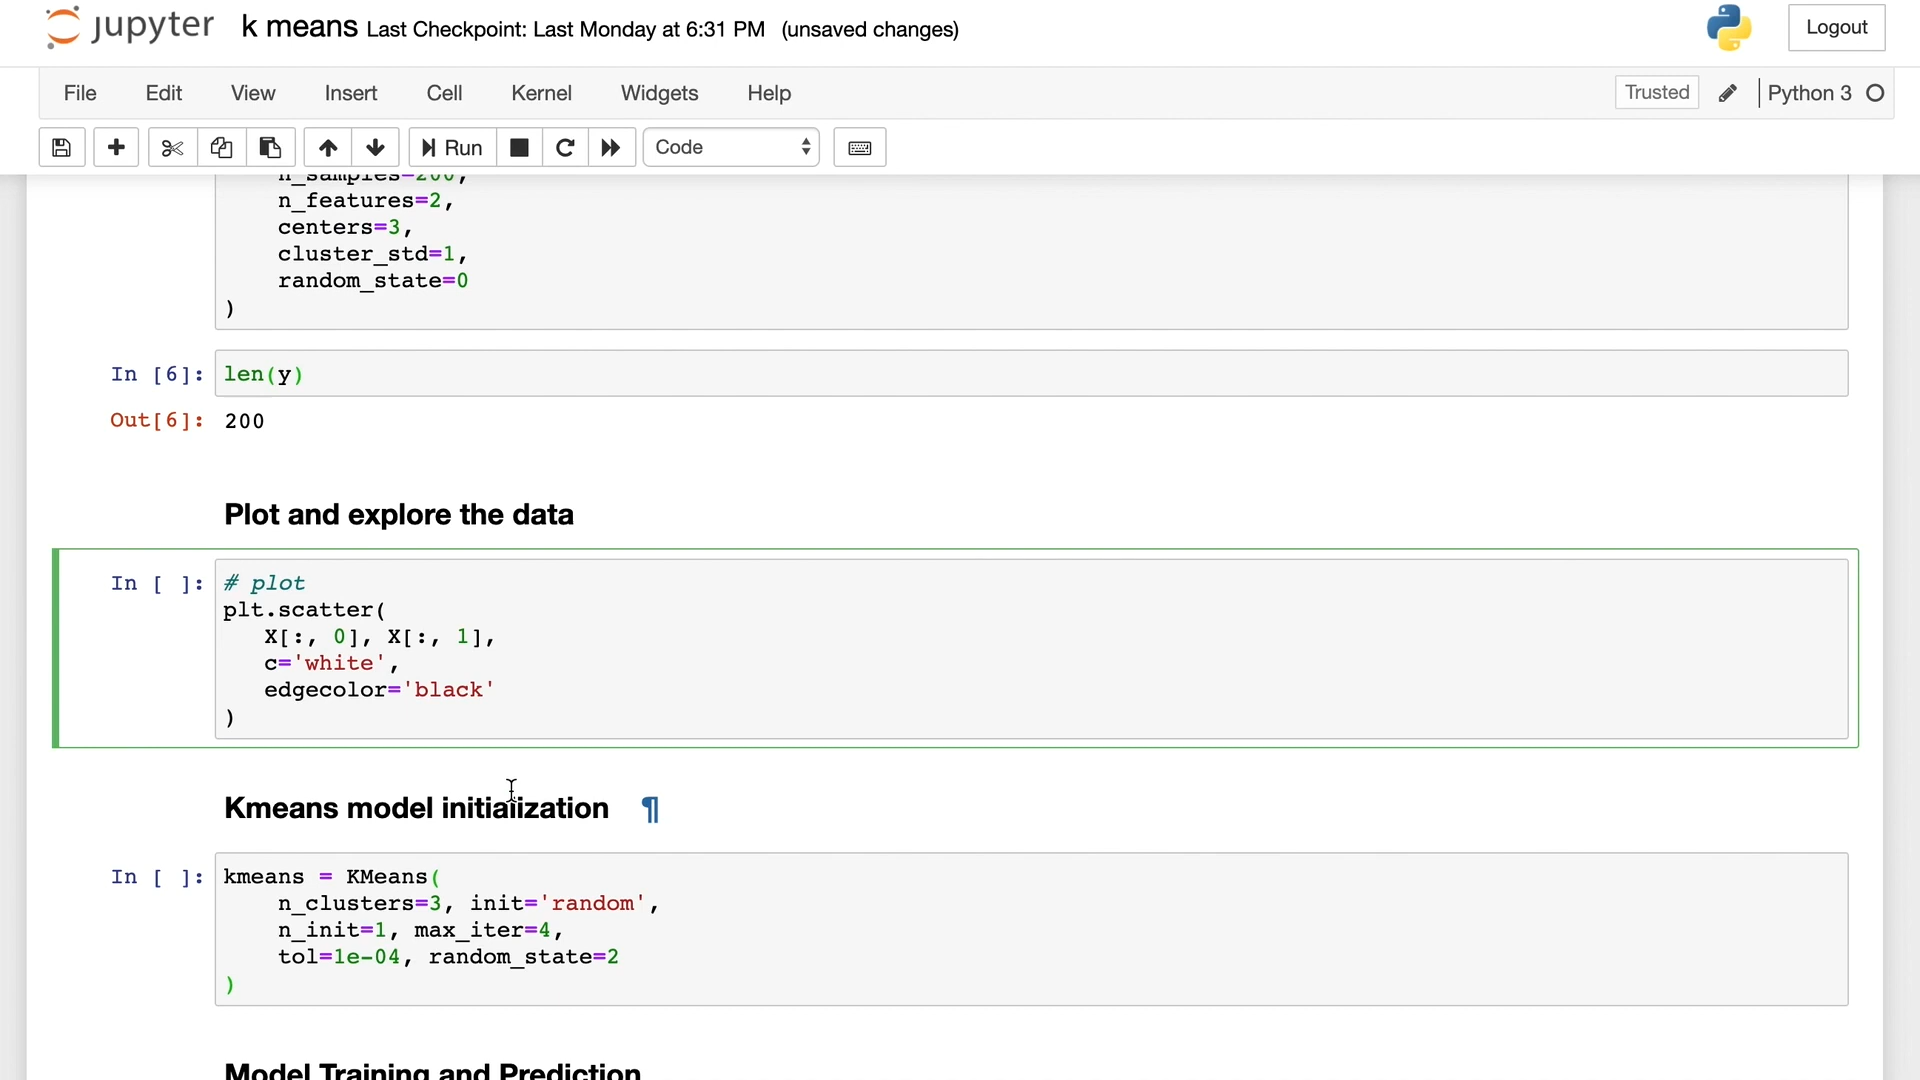 jupyter k means Last Checkpoint: Last Monday at 6:31 PM (unsaved changes) Logout
File Edit View Insert Cell Kernel Widgets Help Trusted Python 3
Run Code
n_samples=200,
n_features=2,
centers=3,
cluster_std=1,
random_state=0
)
In [6]: len(y)
Out[6]: 200
Plot and explore the data
In [ ]: # plot
plt.scatter(
X[:, 0], X[:, 1],
c='white',
edgecolor='black'
)
Kmeans model initialization ¶
In [ ]: kmeans = KMeans(
n_clusters=3, init='random',
n_init=1, max_iter=4,
tol=1e-04, random_state=2
)
Model Training and Prediction